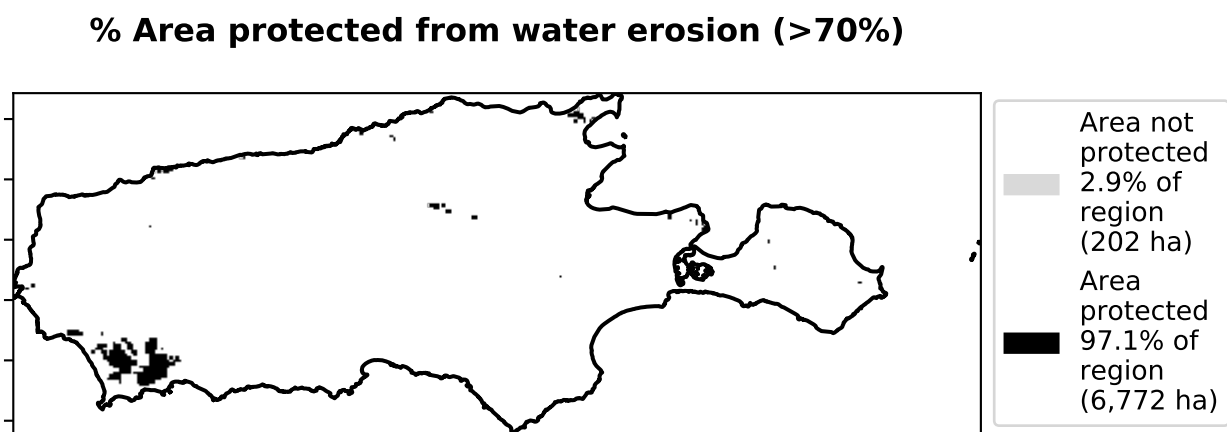 % Area protected from water erosion (>70%)
Area not
protected
2.9% of
region
(202 ha)
Area
protected
97.1% of
region
(6,772 ha)